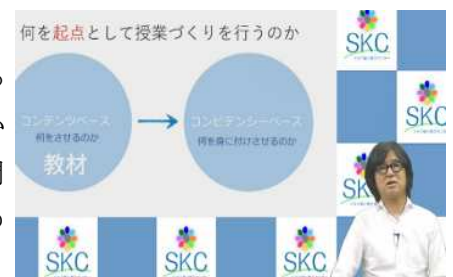 何を起点として授業づくりを行うのか
コンテンツベース
何をさせるのか
教材
コンピテンシーベース
何を身に付けさせるのか
SKC
SKC
SK
SKC
SKC
SKC